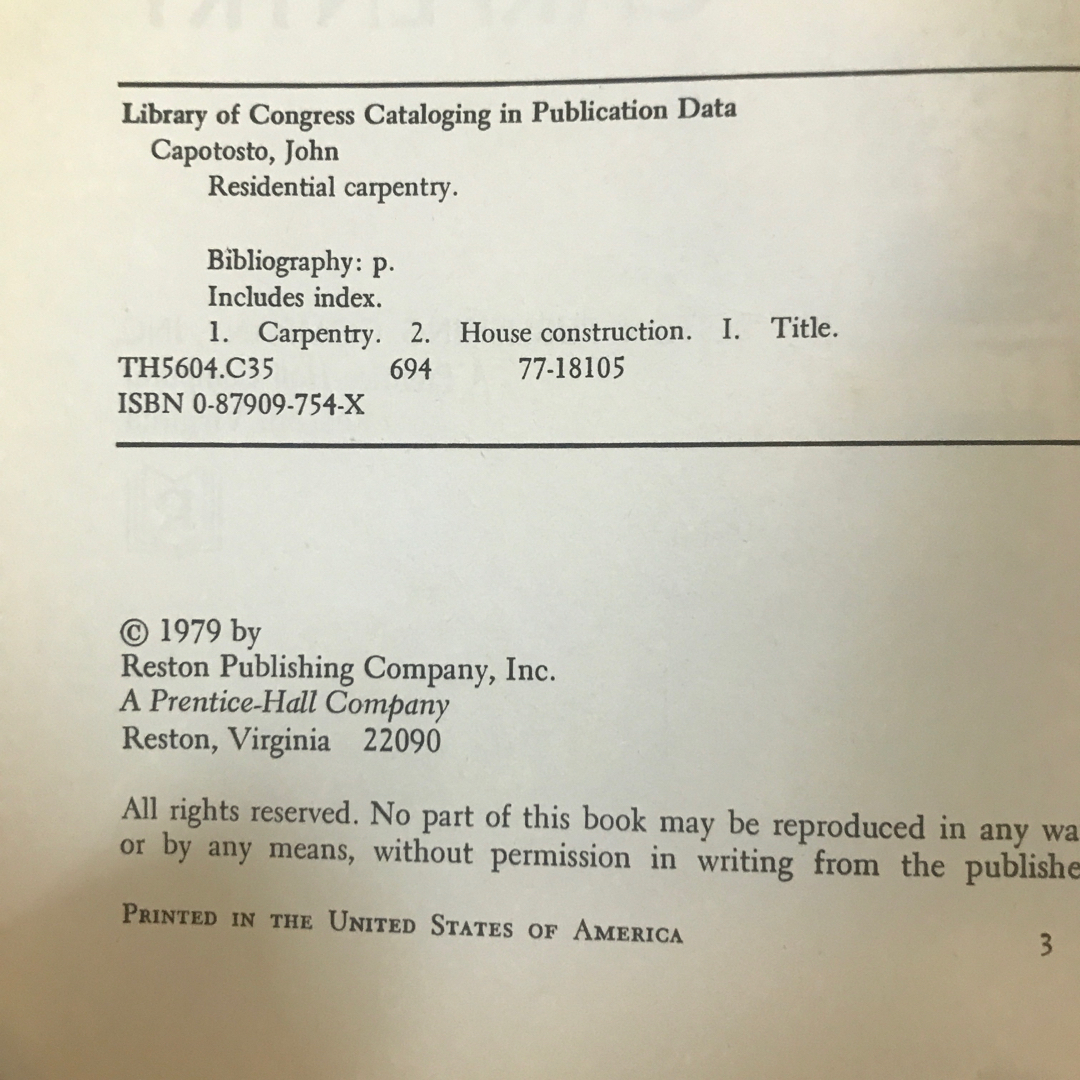 Library of Congress Cataloging in Publication Data
Capotosto, John
Residential carpentry.
Bibliography: p.
Includes index.
1. Carpentry. 2. House construction. I. Title.
TH5604.C35 694 77-18105
ISBN 0-87909-754-X
© 1979 by
Reston Publishing Company, Inc.
A Prentice-Hall Company
Reston, Virginia 22090
All rights reserved. No part of this book may be reproduced in any wa
or by any means, without permission in writing from the publishe
PRINTED IN THE UNITED STATES OF AMERICA
3